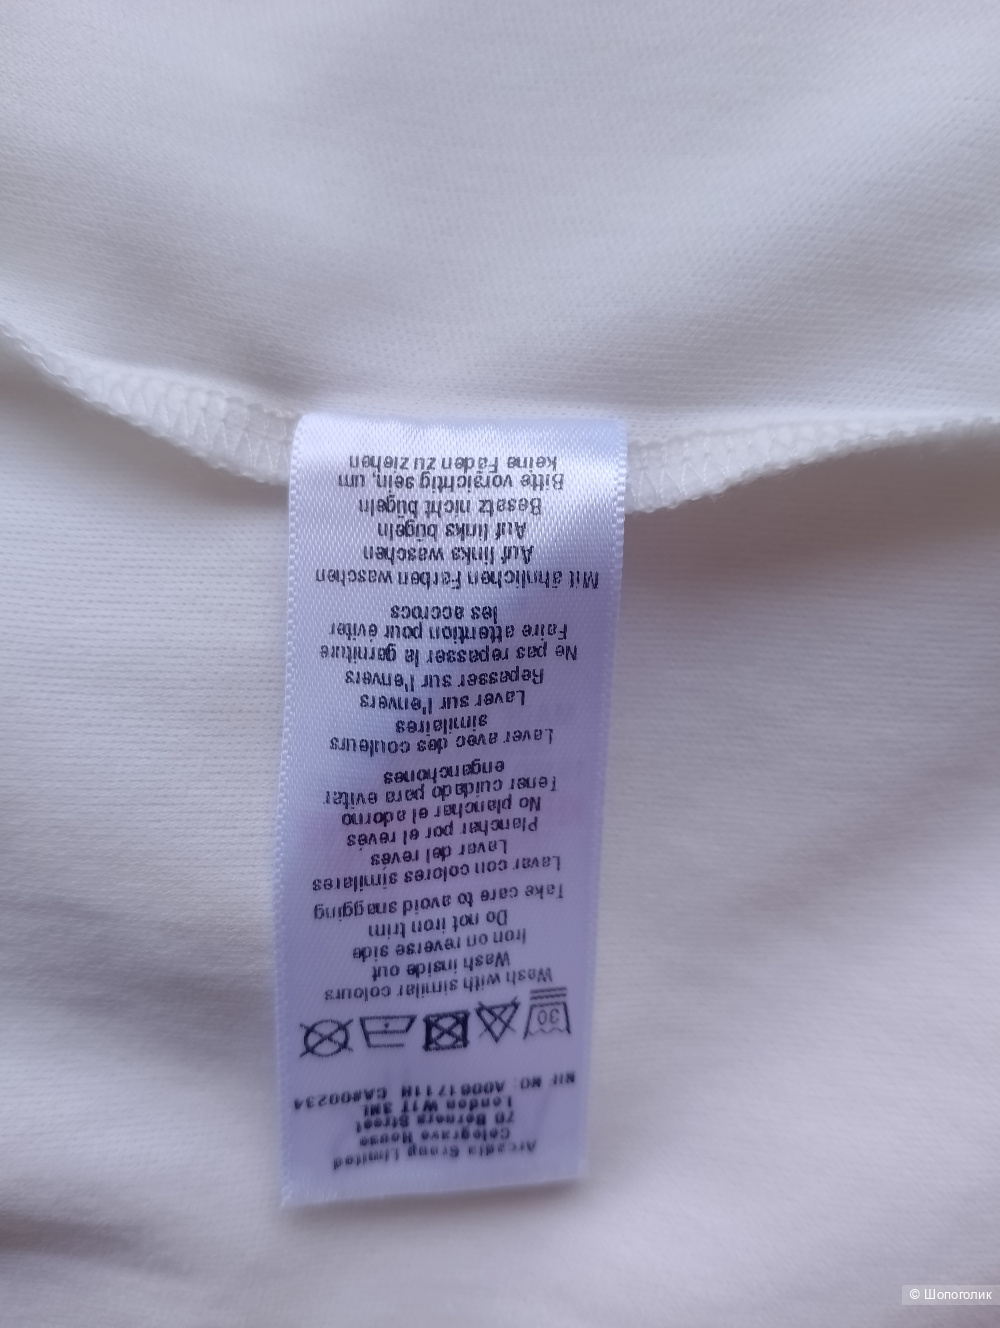 Arcadia Group Limited
Colegrave House
70 Berners Street
London W1T 3NL
NIF NO. A0061711H CA#00234
30
Wash with similar colours
Wash inside out
Iron on reverse side
Do not iron trim
Take care to avoid snagging
Lavar con colores similares
Lavar del revés
Planchar por el revés
No planchar el adorno
Tener cuidado para evitar
enganchones
Laver avec des couleurs
similaires
Laver sur l'envers
Repasser sur l'envers
Ne pas repasser la garniture
Faire attention pour éviter
les accrocs
Mit ähnlichen Farben waschen
Auf links waschen
Auf links bügeln
Besatz nicht bügeln
Bitte vorsichtig sein, um
keine Fäden zu ziehen
© Шопоголик